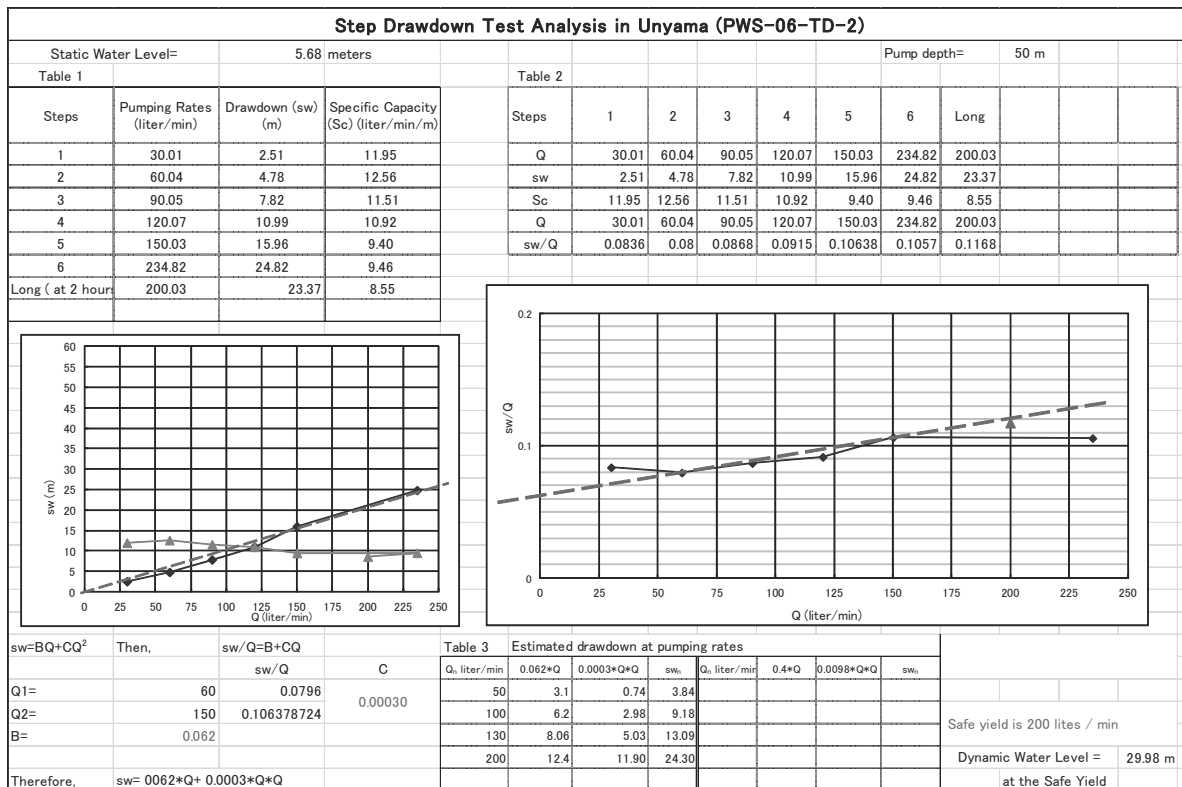 Step Drawdown Test Analysis in Unyama (PWS-06-TD-2)
Static Water Level= 5.68 meters Pump depth= 50 m
Table 1
Steps Pumping Rates (liter/min) Drawdown (sw) (m) Specific Capacity (Sc) (liter/min/m)
1 30.01 2.51 11.95
2 60.04 4.78 12.56
3 90.05 7.82 11.51
4 120.07 10.99 10.92
5 150.03 15.96 9.40
6 234.82 24.82 9.46
Long ( at 2 hours 200.03 23.37 8.55
Table 2
Steps 1 2 3 4 5 6 Long
Q 30.01 60.04 90.05 120.07 150.03 234.82 200.03
sw 2.51 4.78 7.82 10.99 15.96 24.82 23.37
Sc 11.95 12.56 11.51 10.92 9.40 9.46 8.55
Q 30.01 60.04 90.05 120.07 150.03 234.82 200.03
sw/Q 0.0836 0.08 0.0868 0.0915 0.10638 0.1057 0.1168
60
55
50
45
40
35
30
25
20
15
10
5
0
sw (m)
0 25 50 75 100 125 150 175 200 225 250
Q (liter/min)
0.2
0.1
0
sw/Q
0 25 50 75 100 125 150 175 200 225 250
Q (liter/min)
sw=BQ+CQ² Then, sw/Q=B+CQ
sw/Q C
Q1= 60 0.0796 0.00030
Q2= 150 0.106378724
B= 0.062
Therefore, sw= 0062*Q+ 0.0003*Q*Q
Table 3 Estimated drawdown at pumping rates
Qn liter/min 0.062*Q 0.0003*Q*Q swn Qn liter/min 0.4*Q 0.0098*Q*Q swn
50 3.1 0.74 3.84
100 6.2 2.98 9.18
130 8.06 5.03 13.09
200 12.4 11.90 24.30
Safe yield is 200 lites / min
Dynamic Water Level = 29.98 m
at the Safe Yield